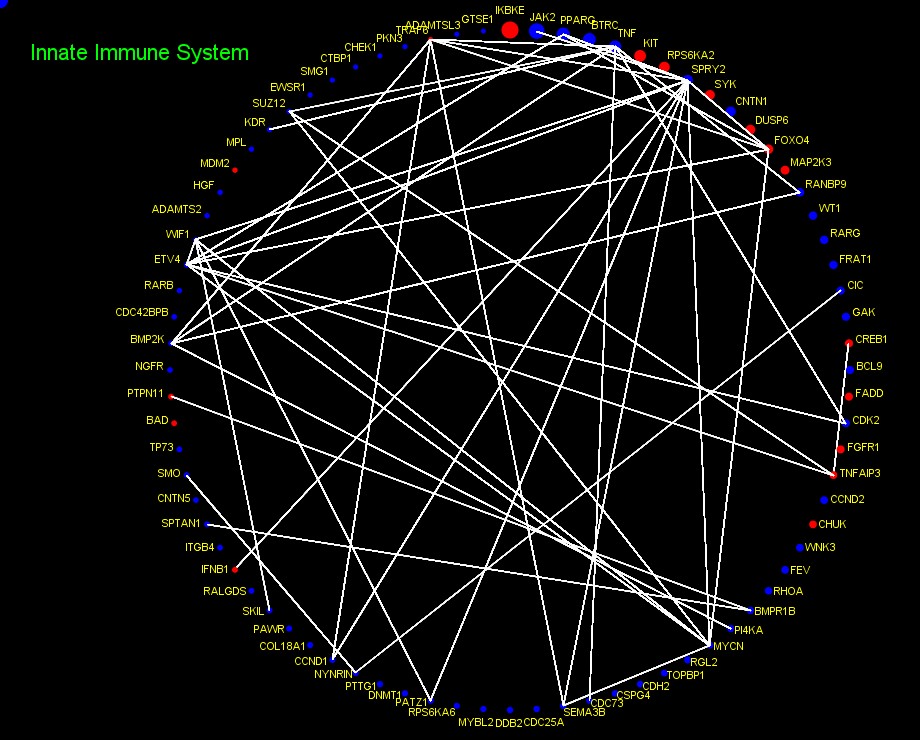 Innate Immune System
IKBKE
JAK2
PPARG
BTRC
TNF
KIT
RPS6KA2
SPRY2
SYK
CNTN1
DUSP6
FOXO4
MAP2K3
RANBP9
WT1
RARG
FRAT1
CIC
GAK
CREB1
BCL9
FADD
CDK2
FGFR1
TNFAIP3
CCND2
CHUK
WNK3
FEV
RHOA
BMPR1B
PI4KA
MYCN
RGL2
TOPBP1
CDH2
CSPG4
CDC73
SEMA3B
CDC25A
DDB2
MYBL2
RPS6KA6
PATZ1
DNMT1
PTTG1
NYNRIN
CCND1
COL18A1
PAWR
SKIL
RALGDS
IFNB1
ITGB4
SPTAN1
CNTN5
SMO
TP73
BAD
PTPN11
NGFR
BMP2K
CDC42BPB
RARB
ETV4
WIF1
ADAMTS2
HGF
MDM2
MPL
KDR
SUZ12
EWSR1
SMG1
CTBP1
CHEK1
PKN3
TRAF6
ADAMTSL3
GTSE1